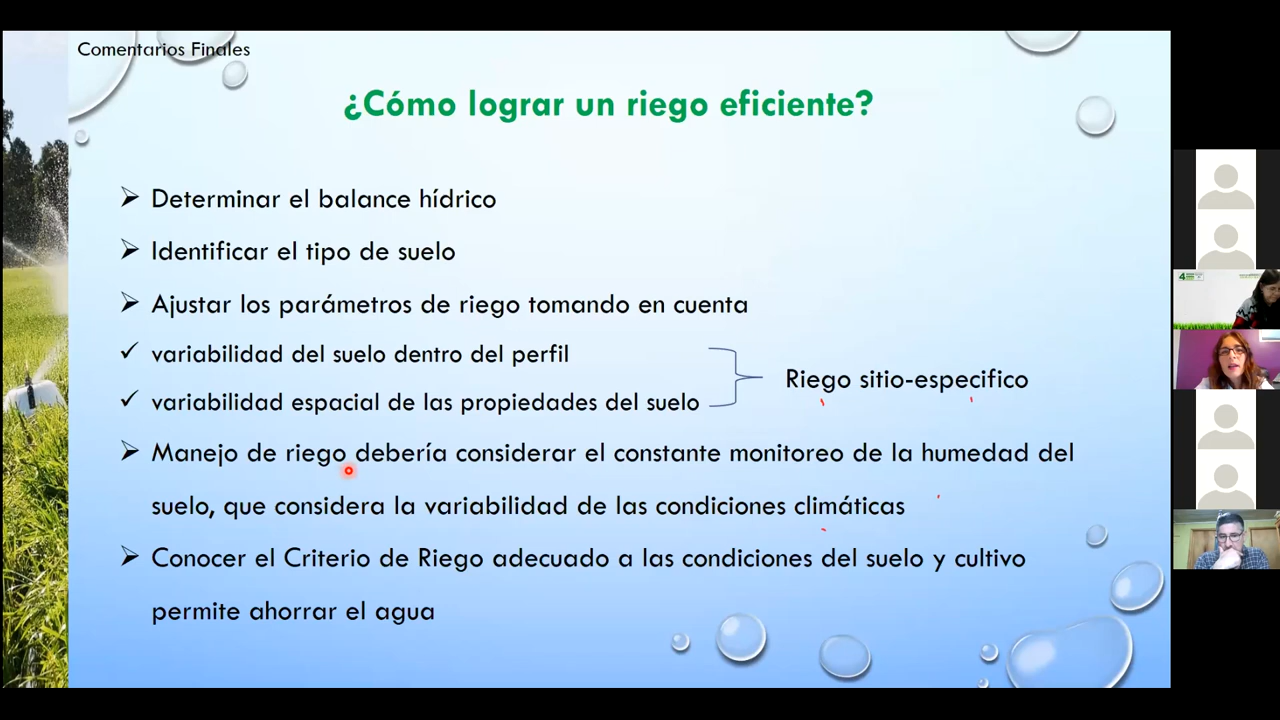 Comentarios Finales
¿Cómo lograr un riego eficiente?
Determinar el balance hídrico
Identificar el tipo de suelo
Ajustar los parámetros de riego tomando en cuenta
variabilidad del suelo dentro del perfil
variabilidad espacial de las propiedades del suelo
Riego sitio-especifico
Manejo de riego debería considerar el constante monitoreo de la humedad del
suelo, que considera la variabilidad de las condiciones climáticas
Conocer el Criterio de Riego adecuado a las condiciones del suelo y cultivo
permite ahorrar el agua